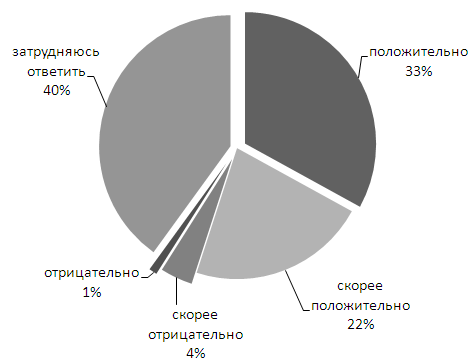 затрудняюсь
ответить
40%
положительно
33%
отрицательно
1%
скорее
отрицательно
4%
скорее
положительно
22%